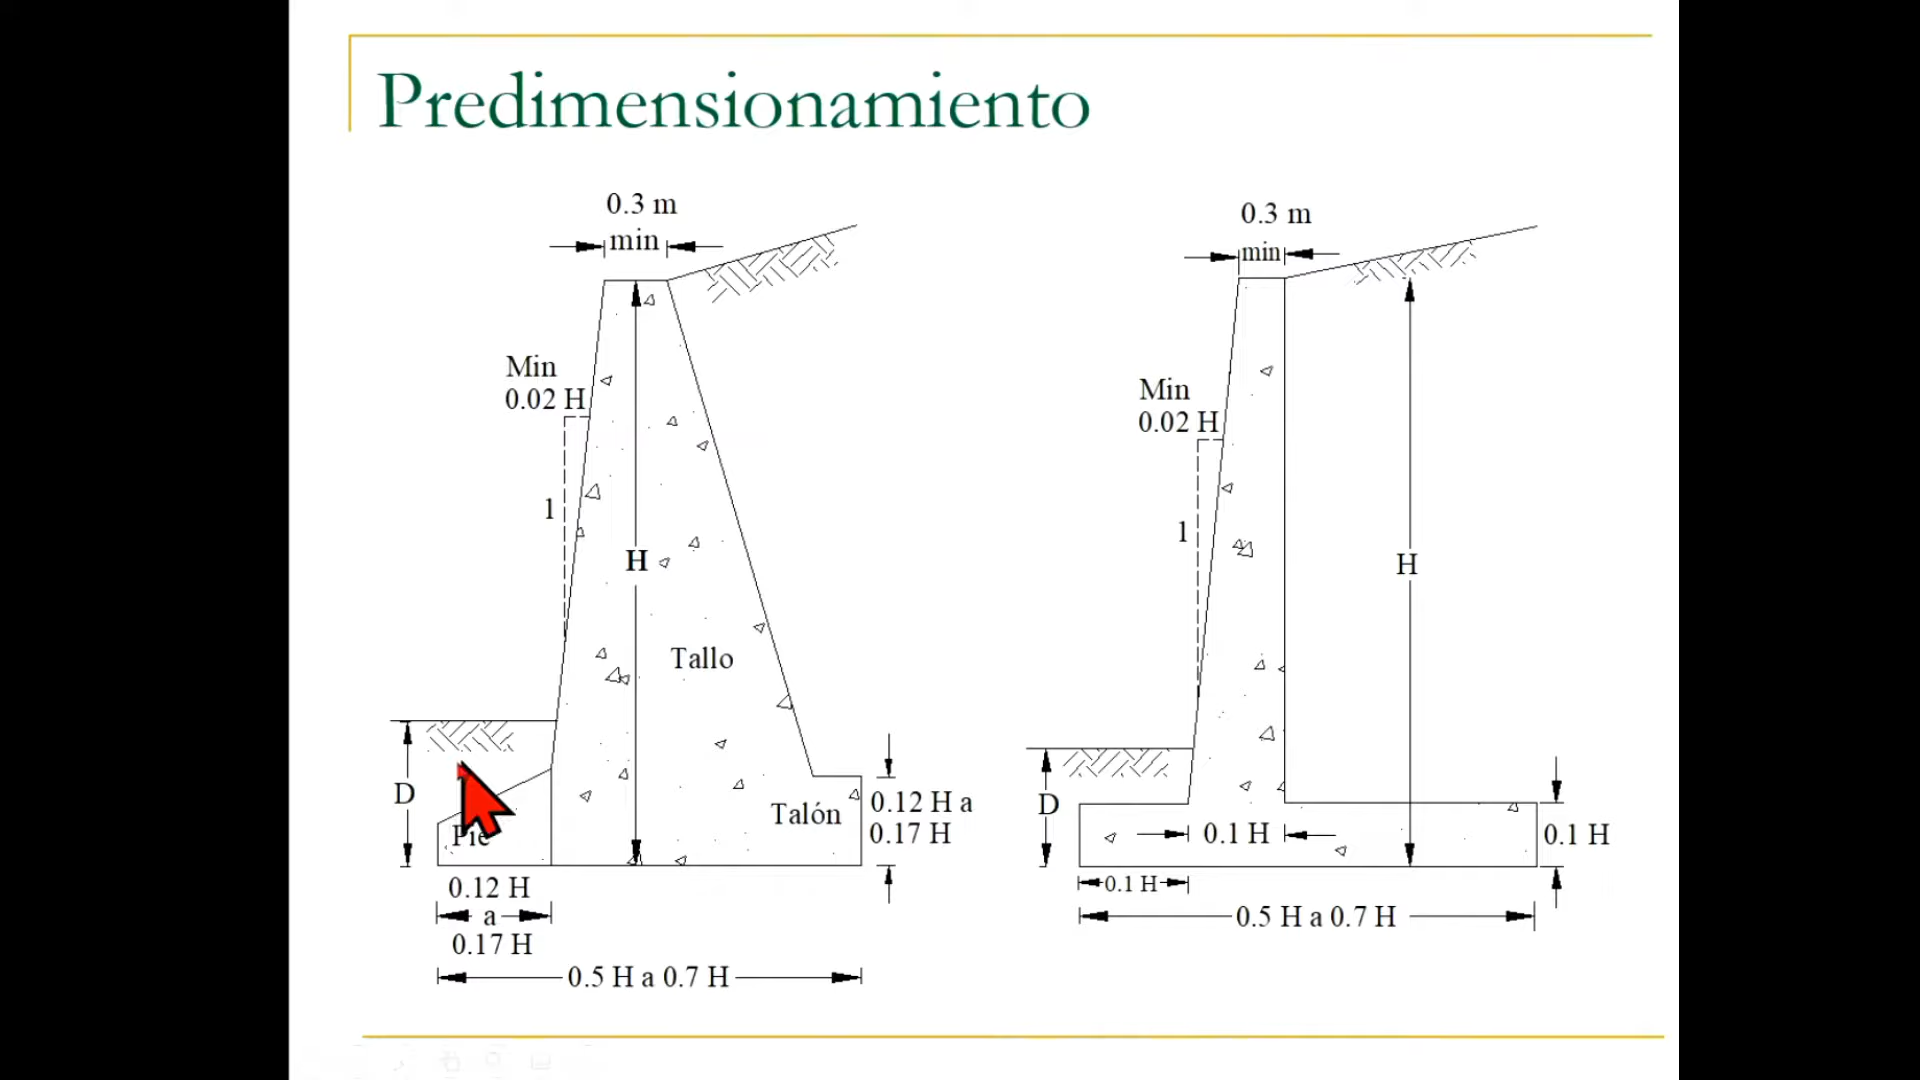 Predimensionamiento
0.3 m
min
Min
0.02 H
1
H
Tallo
D
Pie
Talón
0.12 H a
0.17 H
0.12 H
a
0.17 H
0.5 H a 0.7 H
0.3 m
min
Min
0.02 H
1
H
D
0.1 H
0.1 H
0.1 H
0.5 H a 0.7 H